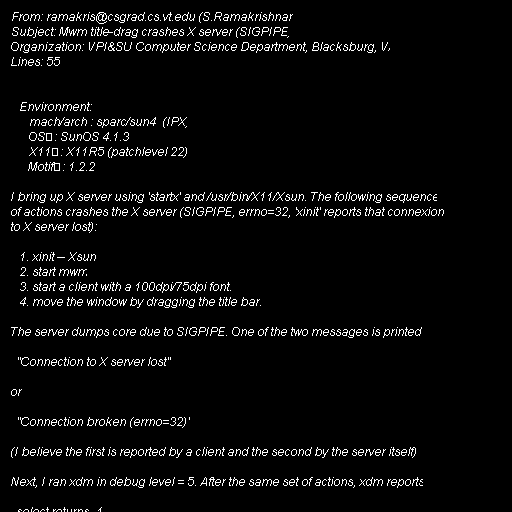 From: ramakris@csgrad.cs.vt.edu (S.Ramakrishnan
Subject: Mwm title-drag crashes X server (SIGPIPE,
Organization: VPI&SU Computer Science Department, Blacksburg, V
Lines: 55
Environment:
mach/arch : sparc/sun4 (IPX,
OS : SunOS 4.1.3
X11 : X11R5 (patchlevel 22)
Motif : 1.2.2
I bring up X server using 'startx' and /usr/bin/X11/Xsun. The following sequence
of actions crashes the X server (SIGPIPE, errno=32, 'xinit' reports that connexion
to X server lost):
1. xinit -- Xsun
2. start mwm.
3. start a client with a 100dpi/75dpi font.
4. move the window by dragging the title bar.
The server dumps core due to SIGPIPE. One of the two messages is printed
"Connection to X server lost"
or
"Connection broken (errno=32)'
(I believe the first is reported by a client and the second by the server itself)
Next, I ran xdm in debug level = 5. After the same set of actions, xdm reports
select returns -1